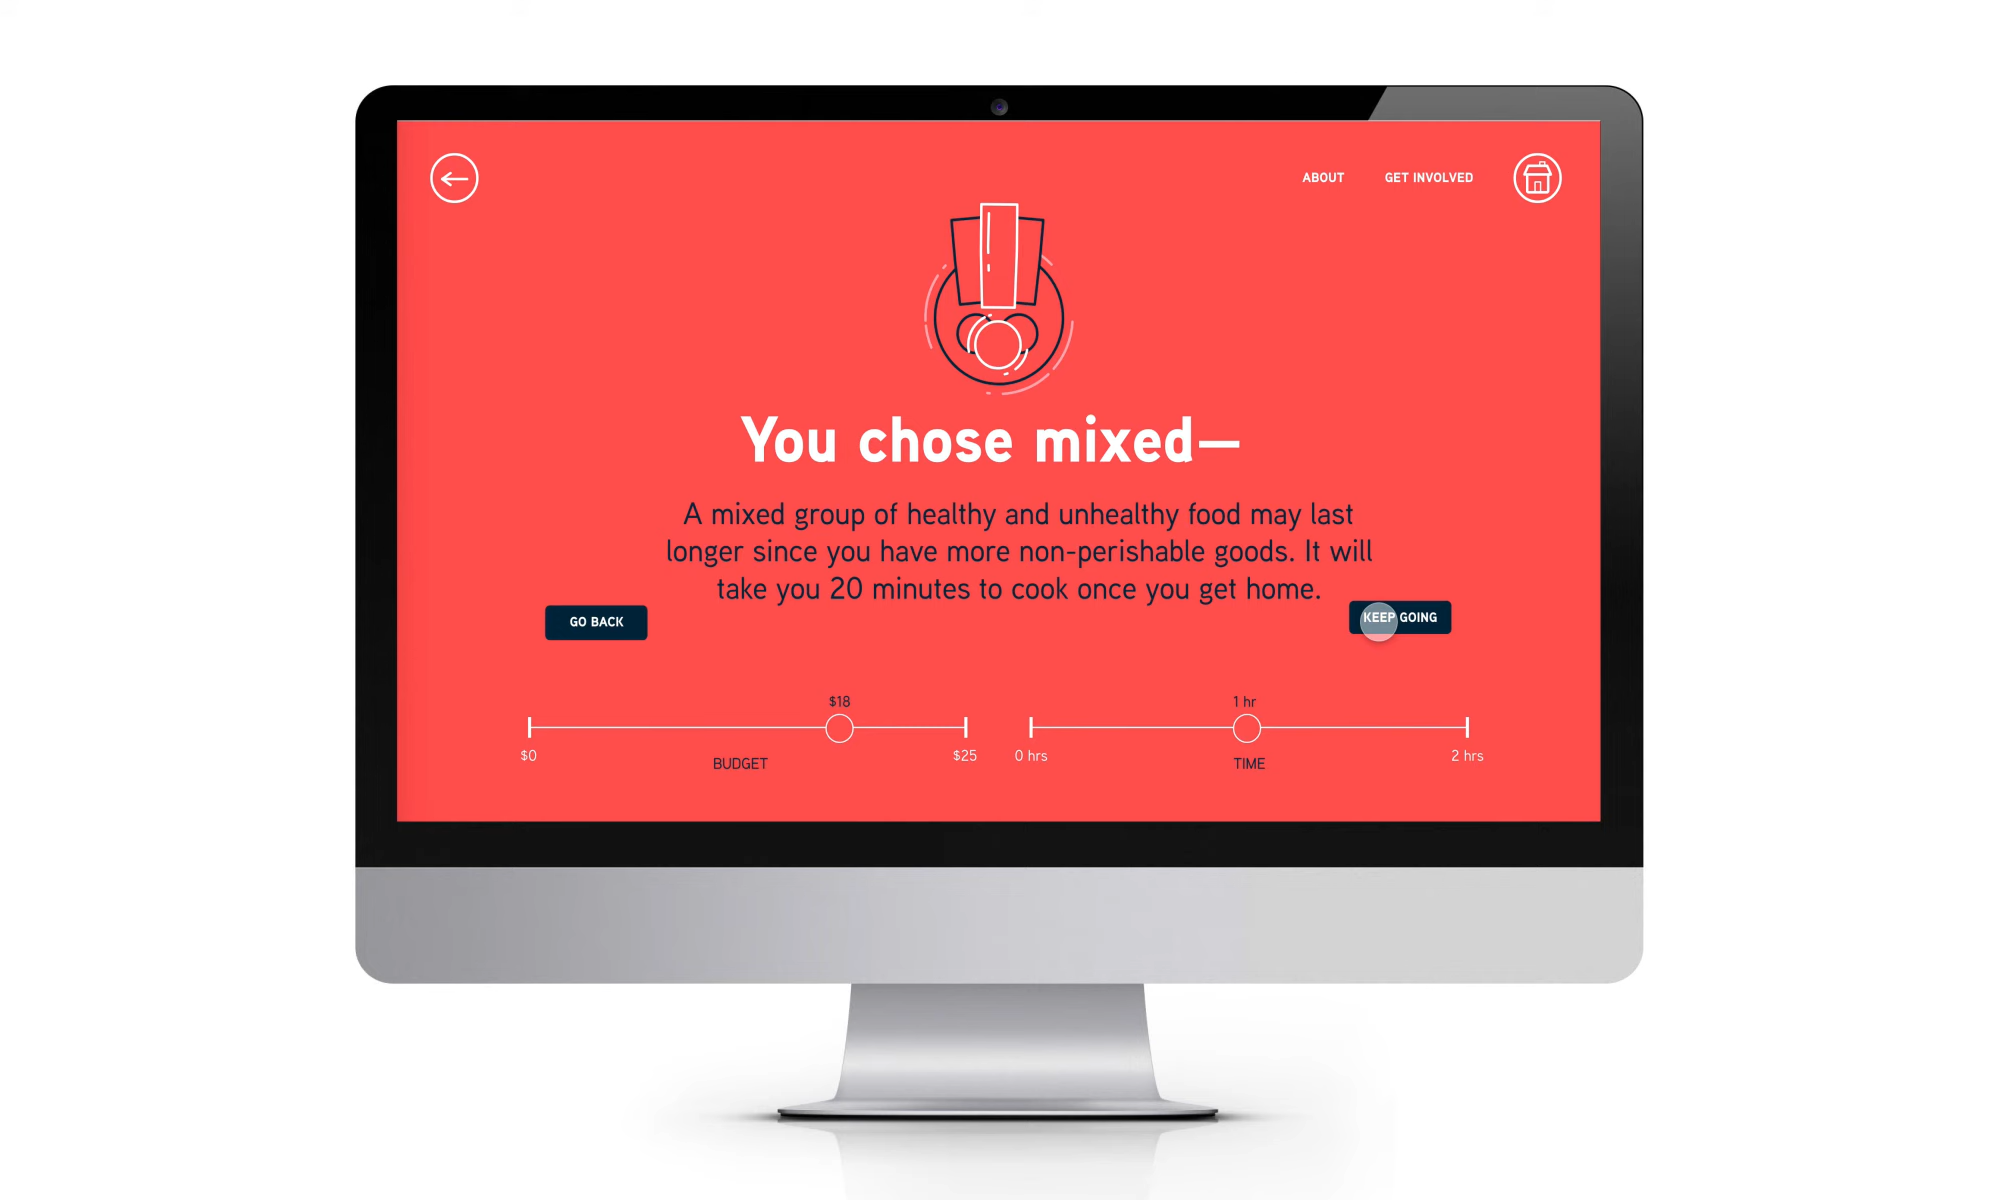 ABOUT
GET INVOLVED
You chose mixed—
A mixed group of healthy and unhealthy food may last
longer since you have more non-perishable goods. It will
take you 20 minutes to cook once you get home.
GO BACK
KEEP GOING
$18
$0
$25
BUDGET
1 hr
0 hrs
2 hrs
TIME